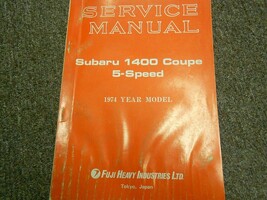 SERVICE
MANUAL
Subaru 1400 Coupe
5-Speed
1974 YEAR MODEL
FUJI HEAVY INDUSTRIES LTD.
Tokyo, Japan